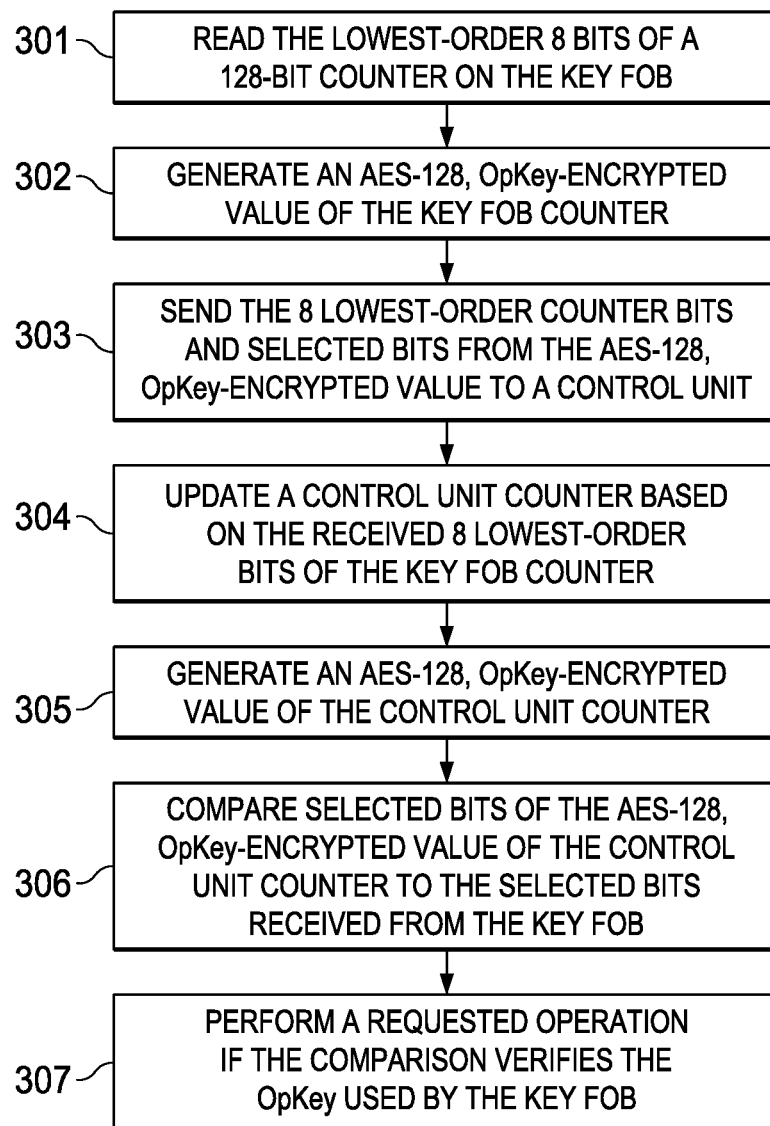 301
READ THE LOWEST-ORDER 8 BITS OF A
128-BIT COUNTER ON THE KEY FOB
302
GENERATE AN AES-128, OpKey-ENCRYPTED
VALUE OF THE KEY FOB COUNTER
303
SEND THE 8 LOWEST-ORDER COUNTER BITS
AND SELECTED BITS FROM THE AES-128,
OpKey-ENCRYPTED VALUE TO A CONTROL UNIT
304
UPDATE A CONTROL UNIT COUNTER BASED
ON THE RECEIVED 8 LOWEST-ORDER
BITS OF THE KEY FOB COUNTER
305
GENERATE AN AES-128, OpKey-ENCRYPTED
VALUE OF THE CONTROL UNIT COUNTER
306
COMPARE SELECTED BITS OF THE AES-128,
OpKey-ENCRYPTED VALUE OF THE CONTROL
UNIT COUNTER TO THE SELECTED BITS
RECEIVED FROM THE KEY FOB
307
PERFORM A REQUESTED OPERATION
IF THE COMPARISON VERIFIES THE
OpKey USED BY THE KEY FOB